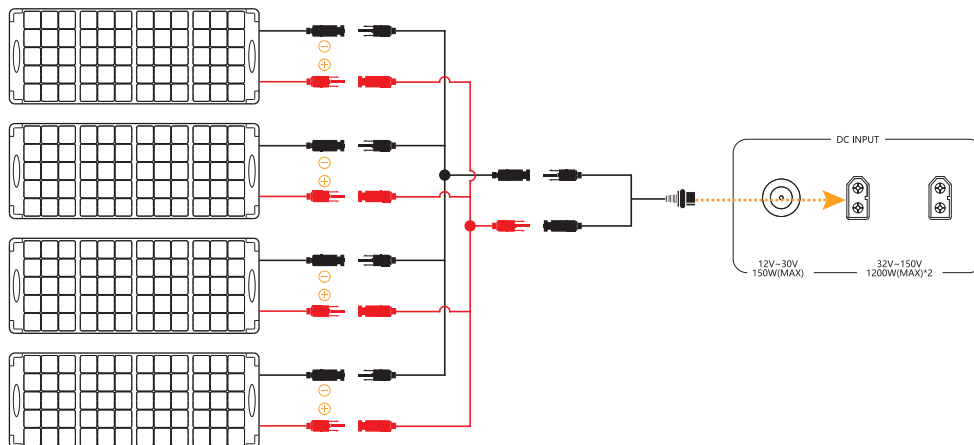 DC INPUT
12V~30V
150W(MAX)
32V~150V
1200W(MAX)*2